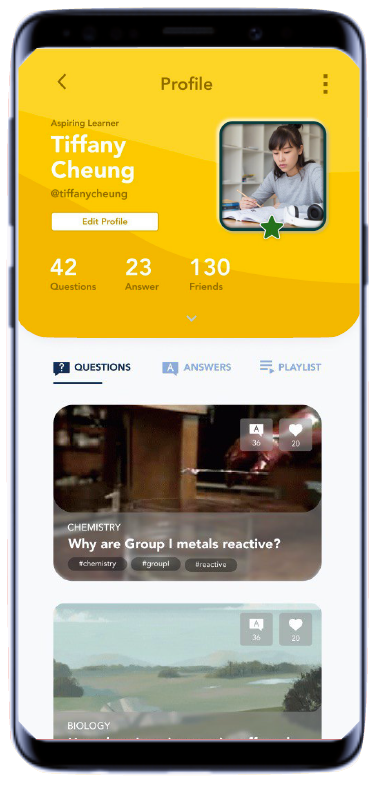 Profile
Aspiring Learner
Tiffany
Cheung
@tiffanycheung
Edit Profile
42 23 130
Questions Answer Friends
? QUESTIONS A ANSWERS PLAYLIST
A
36 20
CHEMISTRY
Why are Group I metals reactive?
#chemistry #groupI #reactive
A
36 20
BIOLOGY